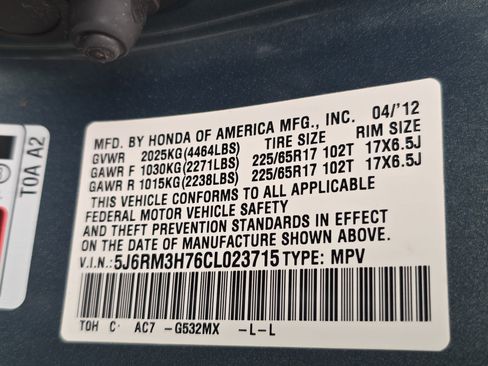 MFD. BY HONDA OF AMERICA MFG., INC. 04/'12
GVWR 2025KG(4464LBS) TIRE SIZE RIM SIZE
GAWR F 1030KG(2271LBS) 225/65R17 102T 17X6.5J
GAWR R 1015KG(2238LBS) 225/65R17 102T 17X6.5J
THIS VEHICLE CONFORMS TO ALL APPLICABLE
FEDERAL MOTOR VEHICLE SAFETY
AND THEFT PREVENTION STANDARDS IN EFFECT
ON THE DATE OF MANUFACTURE SHOWN ABOVE.
V.I.N.: 5J6RM3H76CL023715 TYPE: MPV
TOH C AC7 -G532MX -L-L
TOA A2